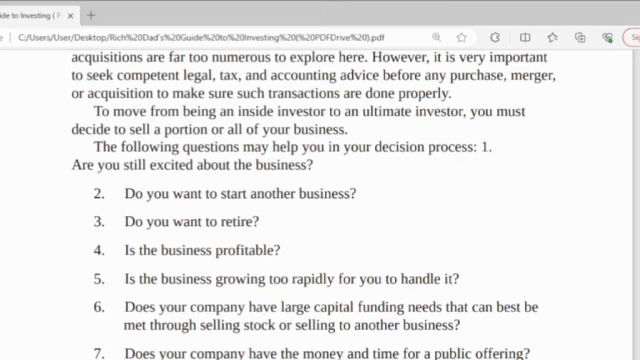 de to Investing ( P
C:/Users/User/Desktop/Rich%20Dad's%20Guide%20to%20Investing%20(%20PDFDrive%20).pdf
acquisitions are far too numerous to explore here. However, it is very important
to seek competent legal, tax, and accounting advice before any purchase, merger,
or acquisition to make sure such transactions are done properly.
To move from being an inside investor to an ultimate investor, you must
decide to sell a portion or all of your business.
The following questions may help you in your decision process: 1.
Are you still excited about the business?
2. Do you want to start another business?
3. Do you want to retire?
4. Is the business profitable?
5. Is the business growing too rapidly for you to handle it?
6. Does your company have large capital funding needs that can best be
met through selling stock or selling to another business?
7. Does your company have the money and time for a public offering?